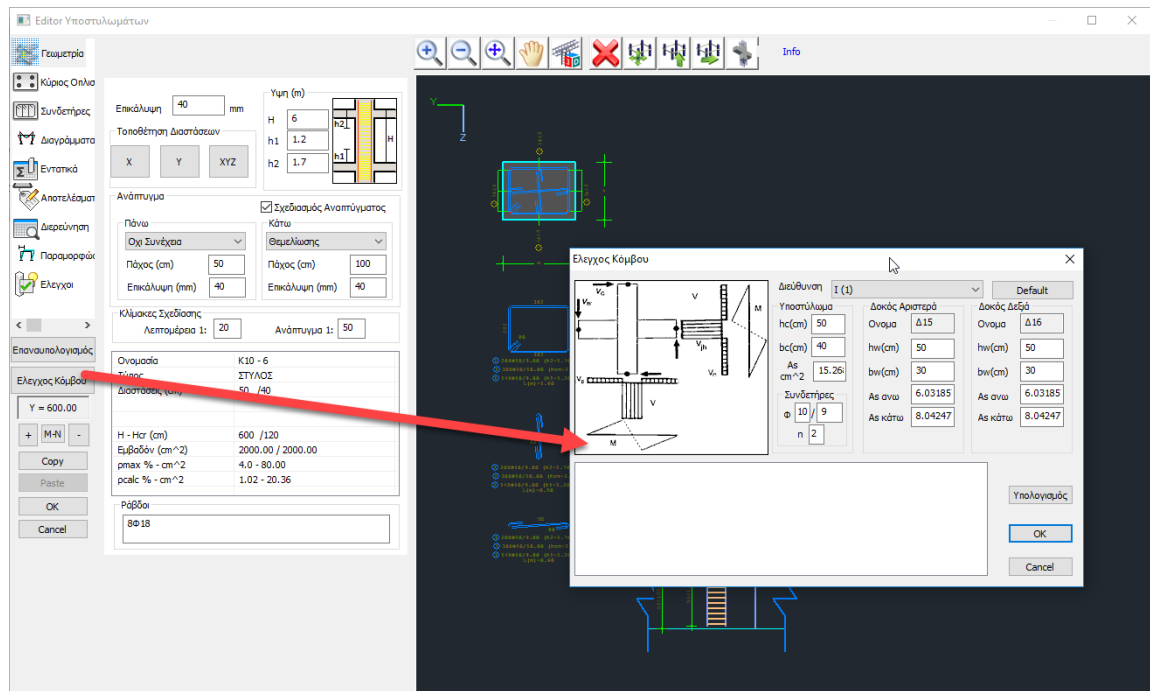 Editor Υποστυλωμάτων
Γεωμετρία
Κύριος Οπλισ
Συνδετήρες
Διαγράμματα
Εντατικά
Αποτελέσματ
Διερεύνηση
Παραμορφώς
Ελεγχοι
Επαναυπολογισμός
Ελεγχος Κόμβου
Y = 600.00
+ M-N -
Copy
Paste
OK
Cancel
Επικάλυψη 40 mm
Τοποθέτηση Διαστάσεων
X Y XYZ
Υψη (m)
H 6
h1 1.2
h2 1.7
h2
H
h1
Ανάπτυγμα
Σχεδιασμός Αναπτύγματος
Πάνω
Οχι Συνέχεια
Πάχος (cm) 50
Επικάλυψη (mm) 40
Κάτω
Θεμελίωσης
Πάχος (cm) 100
Επικάλυψη (mm) 40
Κλίμακες Σχεδίασης
Λεπτομέρεια 1: 20 Ανάπτυγμα 1: 50
Ονομασία K10 - 6
Τύπος ΣΤΥΛΟΣ
Διαστάσεις (cm) 50 /40
H - Hcr (cm) 600 /120
Εμβαδόν (cm^2) 2000.00 / 2000.00
ρmax % - cm^2 4.0 - 80.00
ρcalc % - cm^2 1.02 - 20.36
Ράβδοι
8Φ18
Info
Y
Z
Ελεγχος Κόμβου
Διεύθυνση I (1) Default
Υποστύλωμα
hc(cm) 50
bc(cm) 40
As
cm^2 15.26
Συνδετήρες
Φ 10 / 9
n 2
Δοκός Αριστερά
Ονομα Δ15
hw(cm) 50
bw(cm) 30
As ανω 6.03185
As κάτω 8.04247
Δοκός Δεξιά
Ονομα Δ16
hw(cm) 50
bw(cm) 30
As ανω 6.03185
As κάτω 8.04247
V
M
V
M
Υπολογισμός
OK
Cancel